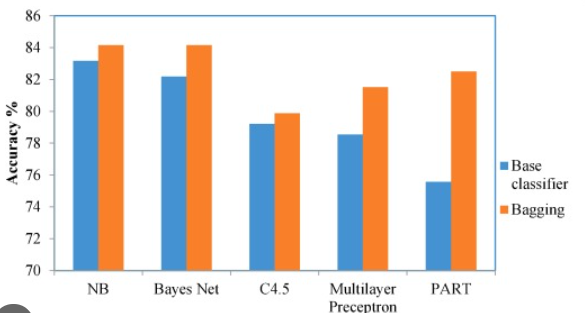 86
84
82
80
78
76
74
72
70
Accuracy %
NB
Bayes Net
C4.5
Multilayer
Preceptron
PART
Base
classifier
Bagging